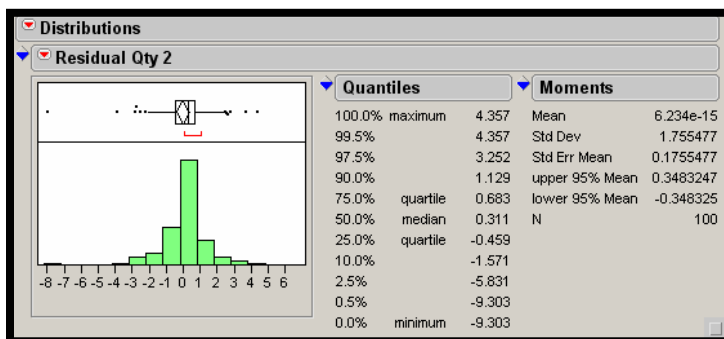 Distributions
Residual Qty 2
-8 -7 -6 -5 -4 -3 -2 -1 0 1 2 3 4 5 6
Quantiles
100.0% maximum 4.357
99.5% 4.357
97.5% 3.252
90.0% 1.129
75.0% quartile 0.683
50.0% median 0.311
25.0% quartile -0.459
10.0% -1.571
2.5% -5.831
0.5% -9.303
0.0% minimum -9.303
Moments
Mean 6.234e-15
Std Dev 1.755477
Std Err Mean 0.1755477
upper 95% Mean 0.3483247
lower 95% Mean -0.348325
N 100